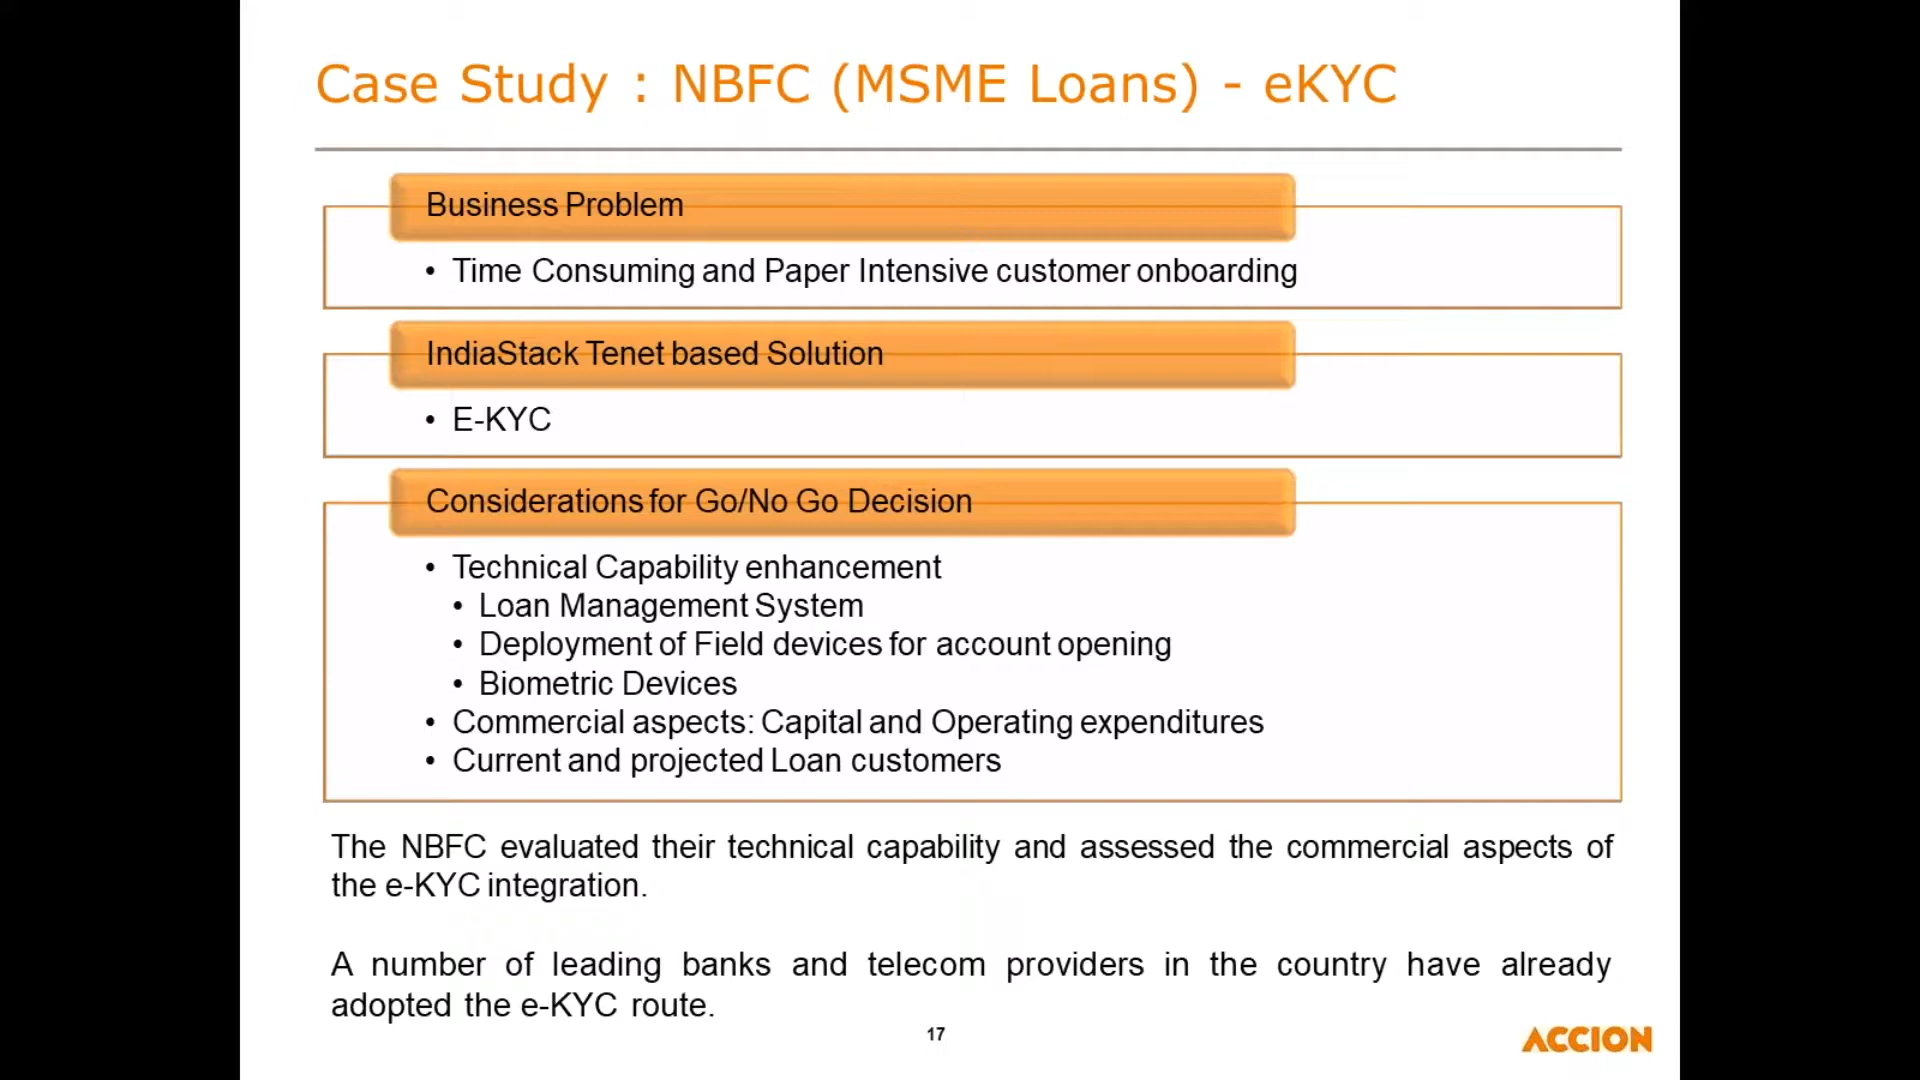 Case Study : NBFC (MSME Loans) - eKYC
Business Problem
• Time Consuming and Paper Intensive customer onboarding
IndiaStack Tenet based Solution
• E-KYC
Considerations for Go/No Go Decision
• Technical Capability enhancement
• Loan Management System
• Deployment of Field devices for account opening
• Biometric Devices
• Commercial aspects: Capital and Operating expenditures
• Current and projected Loan customers
The NBFC evaluated their technical capability and assessed the commercial aspects of
the e-KYC integration.
A number of leading banks and telecom providers in the country have already
adopted the e-KYC route.
17
ACCION